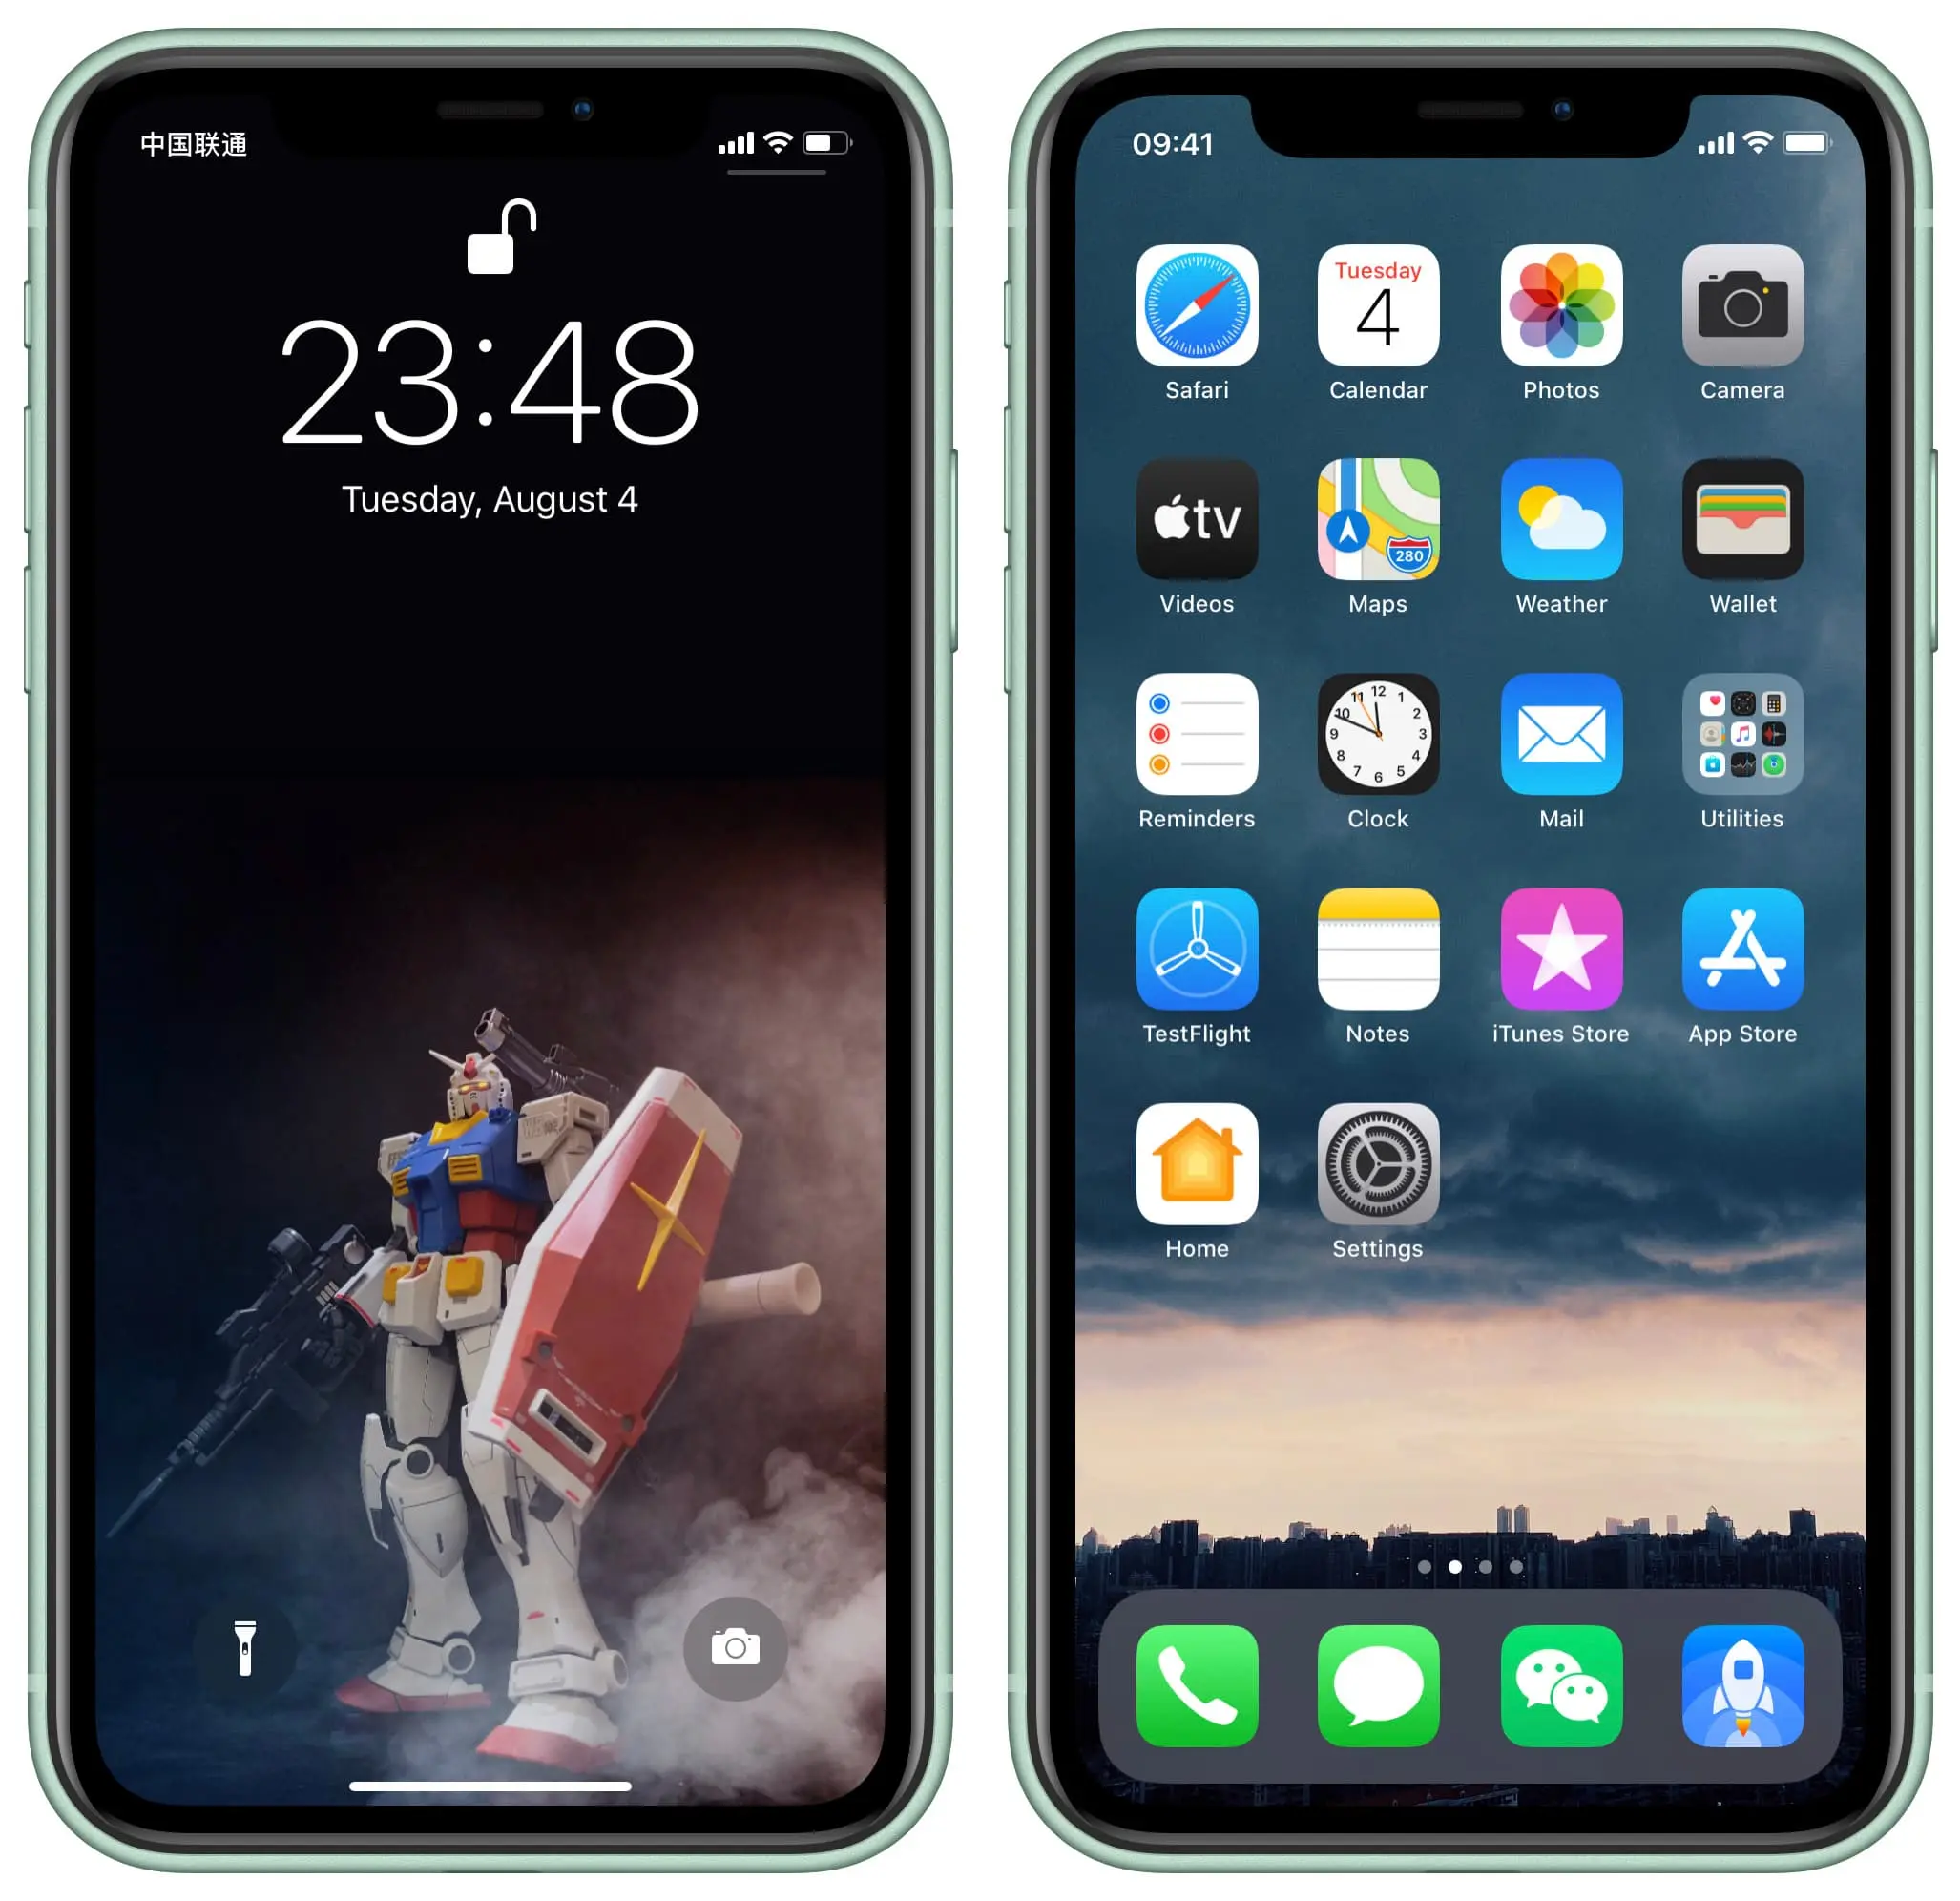 中国联通
23:48
Tuesday, August 4
09:41
Tuesday
4
Safari
Calendar
Photos
Camera
tv
280
Videos
Maps
Weather
Wallet
12
11
1
10
2
9
3
8
4
7
5
6
Reminders
Clock
Mail
Utilities
TestFlight
Notes
iTunes Store
App Store
Home
Settings